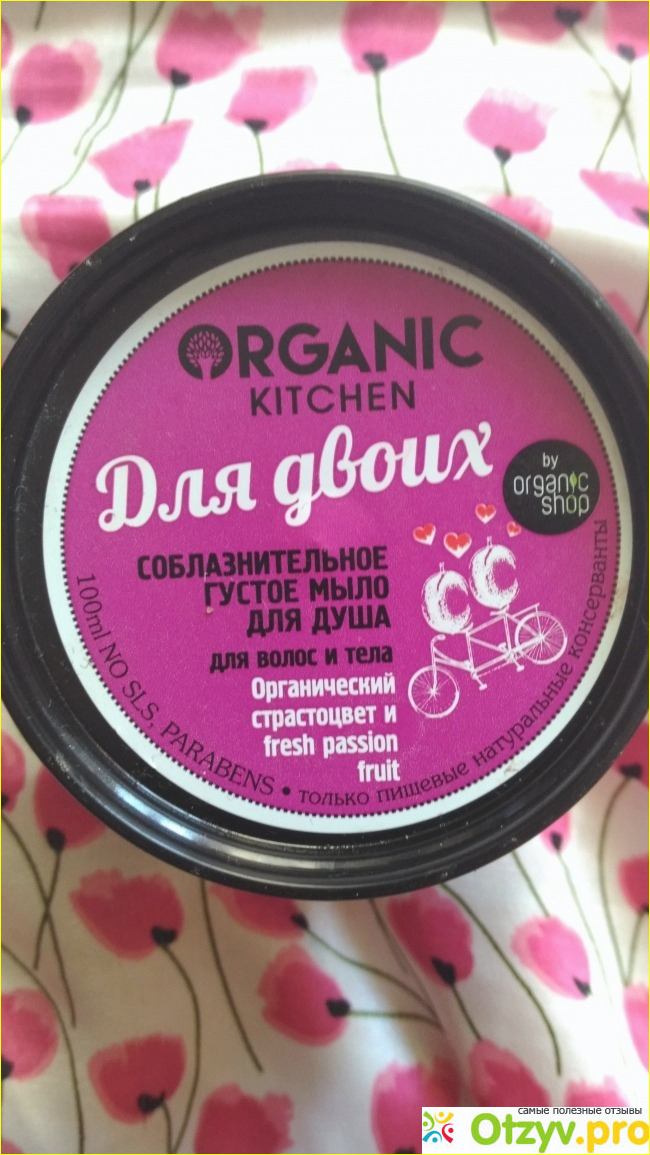 ORGANIC
KITCHEN
Для двоих
by
organic
shop
СОБЛАЗНИТЕЛЬНОЕ
ГУСТОЕ МЫЛО
ДЛЯ ДУША
для волос и тела
Органический
страстоцвет и
fresh passion
fruit
100ml NO SLS, PARABENS • только пищевые натуральные консерванты
самые полезные отзывы
Otzyv.pro